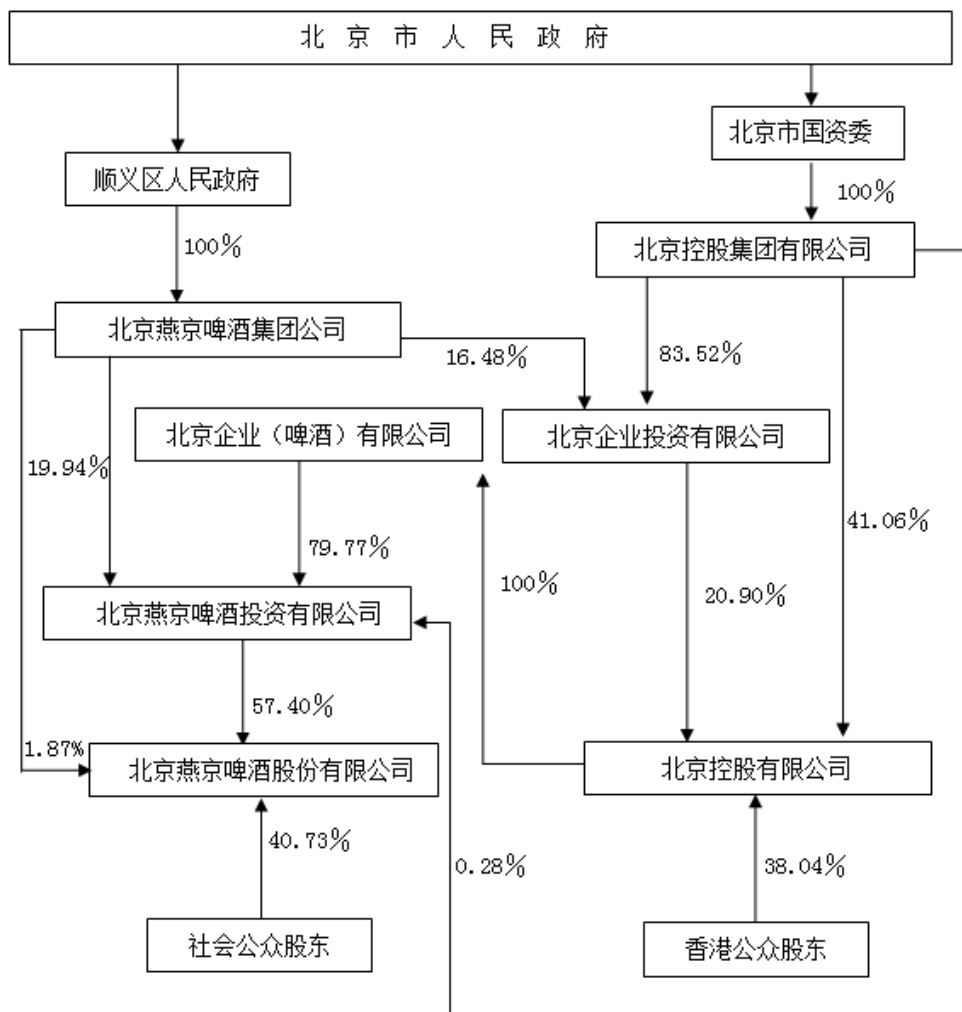 北京市人民政府
北京市国资委
顺义区人民政府
100%
100%
北京控股集团有限公司
北京燕京啤酒集团公司
16.48%
83.52%
北京企业（啤酒）有限公司
北京企业投资有限公司
19.94%
41.06%
79.77%
100%
20.90%
北京燕京啤酒投资有限公司
57.40%
1.87%
北京燕京啤酒股份有限公司
北京控股有限公司
40.73%
0.28%
38.04%
社会公众股东
香港公众股东